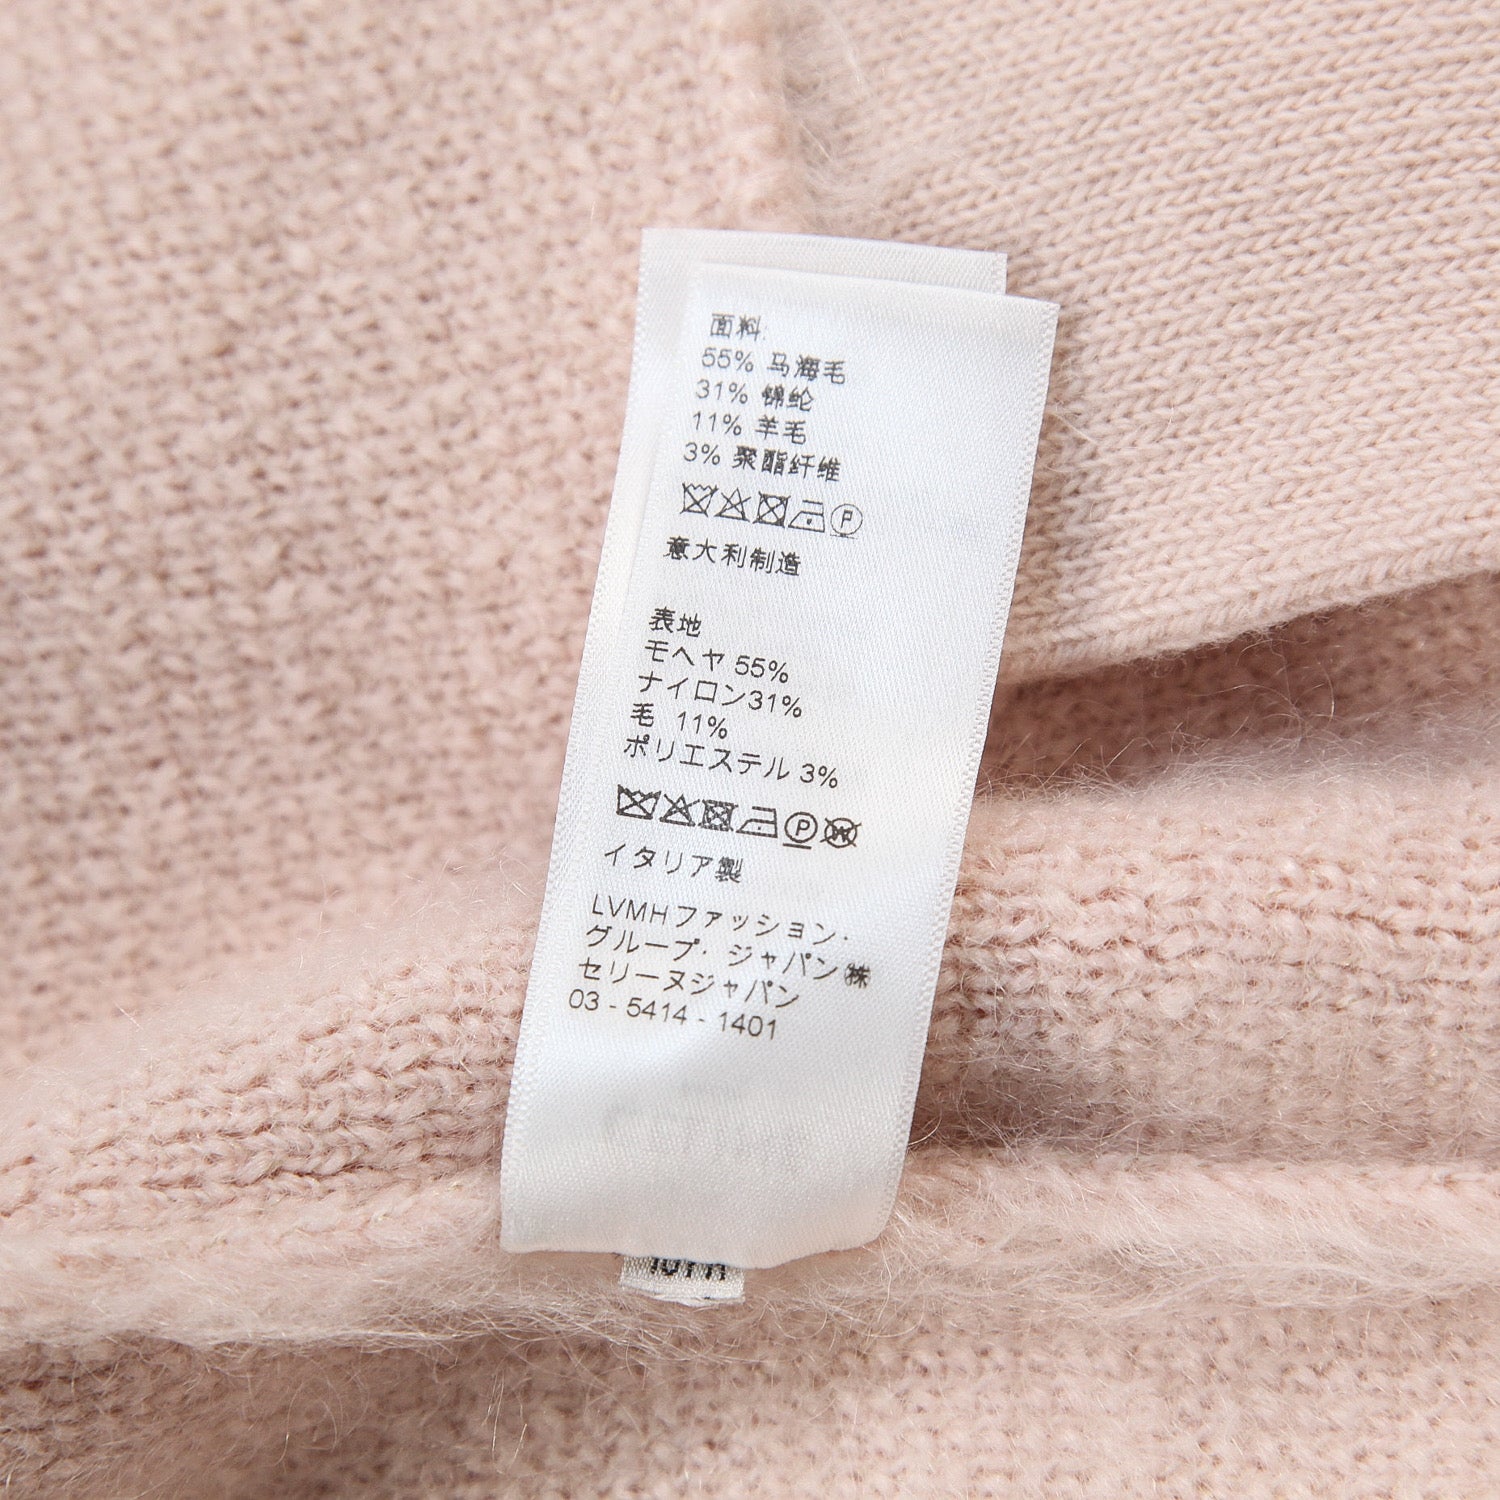 面料
55% 马海毛
31% 锦纶
11% 羊毛
3% 聚酯纤维
P
意大利制造
表地
モヘヤ 55%
ナイロン31%
毛 11%
ポリエステル 3%
P W
イタリア製
LVMHファッション・
グループ・ジャパン㈱
セリーヌジャパン
03 - 5414 - 1401